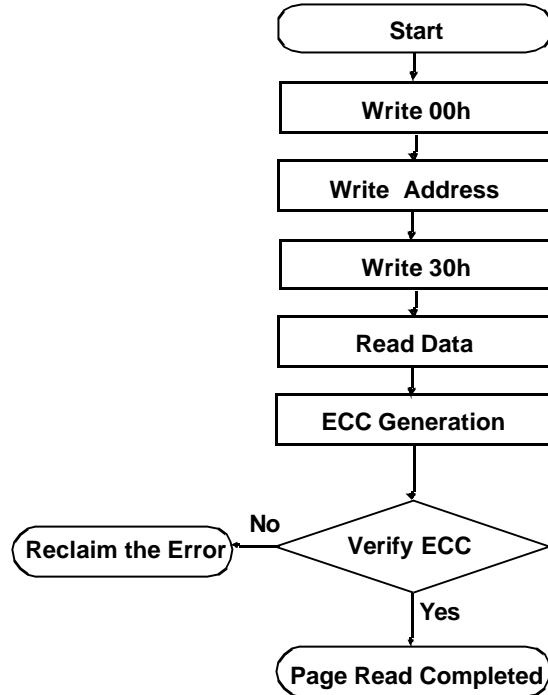 Start
Write 00h
Write Address
Write 30h
Read Data
ECC Generation
No
Reclaim the Error
Verify ECC
Yes
Page Read Completed